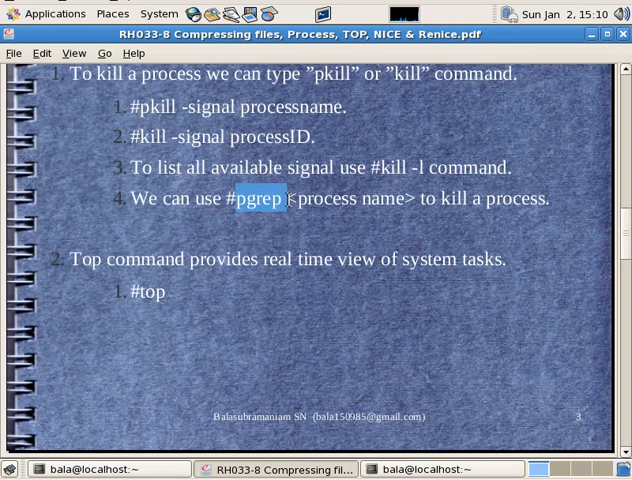 Applications Places System Sun Jan 2, 15:10
RH033-8 Compressing files, Process, TOP, NICE & Renice.pdf
File Edit View Go Help
1. To kill a process we can type ”pkill” or ”kill” command.
1. #pkill -signal processname.
2. #kill -signal processID.
3. To list all available signal use #kill -l command.
4. We can use #pgrep <process name> to kill a process.
2. Top command provides real time view of system tasks.
1. #top
Balasubramaniam SN (bala150985@gmail.com) 3
bala@localhost:~ RH033-8 Compressing fil... bala@localhost:~